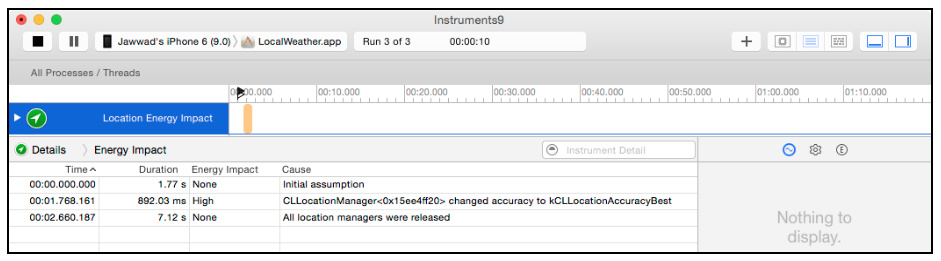 Instruments9
Jawwad's iPhone 6 (9.0) LocalWeather.app Run 3 of 3 00:00:10
All Processes / Threads
00:00.000 00:10.000 00:20.000 00:30.000 00:40.000 00:50.000 01:00.000 01:10.000
Location Energy Impact
Details Energy Impact Instrument Detail
Time Duration Energy Impact Cause
00:00.000.000 1.77 s None Initial assumption
00:01.768.161 892.03 ms High CLLocationManager<0x15ee4ff20> changed accuracy to kCLLocationAccuracyBest
00:02.660.187 7.12 s None All location managers were released
Nothing to
display.